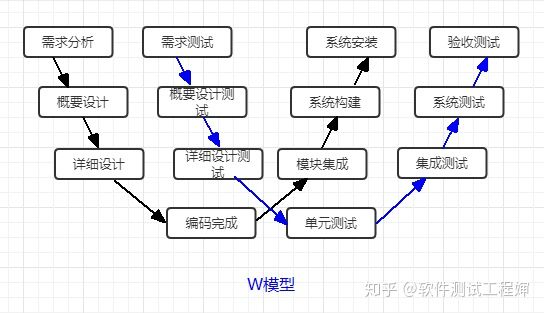 需求分析
需求测试
系统安装
验收测试
概要设计
概要设计测
试
系统构建
系统测试
详细设计
详细设计测
试
模块集成
集成测试
编码完成
单元测试
W模型
知乎 @软件测试工程婶